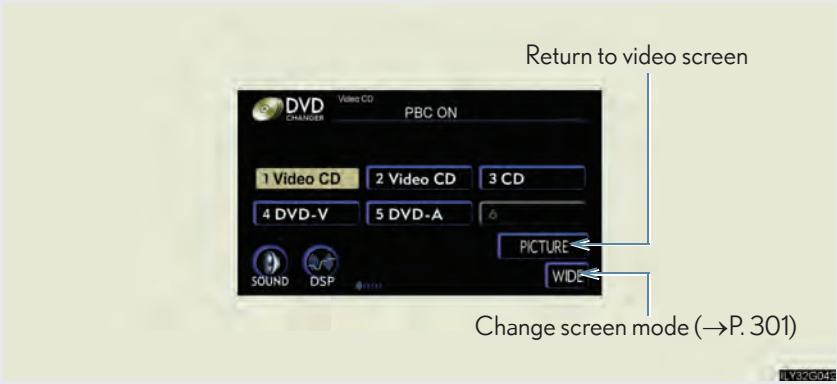 Return to video screen
DVD
CHANGER
Video CD
PBC ON
1 Video CD
2 Video CD
3 CD
4 DVD-V
5 DVD-A
6
PICTURE
SOUND
DSP
WIDE
Change screen mode (→P. 301)